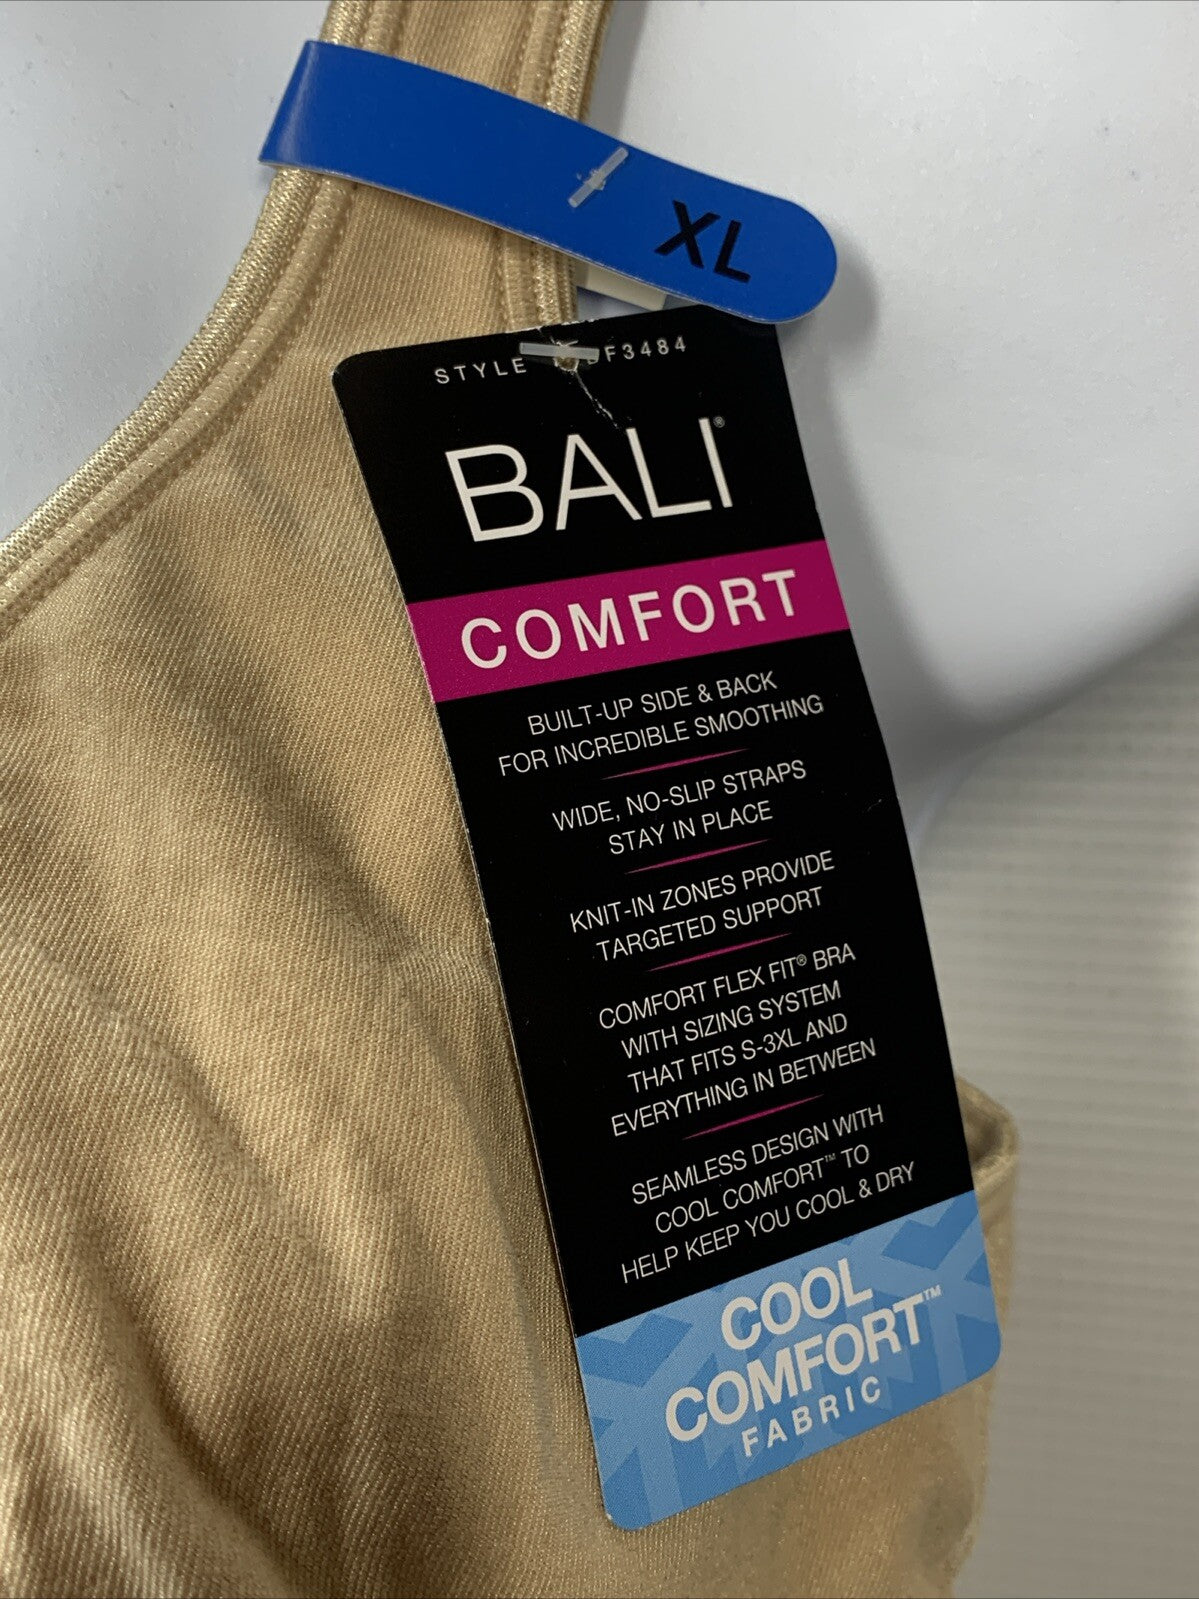 XL
STYLE F3484
BALI®
COMFORT
BUILT-UP SIDE & BACK
FOR INCREDIBLE SMOOTHING
WIDE, NO-SLIP STRAPS
STAY IN PLACE
KNIT-IN ZONES PROVIDE
TARGETED SUPPORT
COMFORT FLEX FIT® BRA
WITH SIZING SYSTEM
THAT FITS S-3XL AND
EVERYTHING IN BETWEEN
SEAMLESS DESIGN WITH
COOL COMFORT™ TO
HELP KEEP YOU COOL & DRY
COOL
COMFORT™
FABRIC